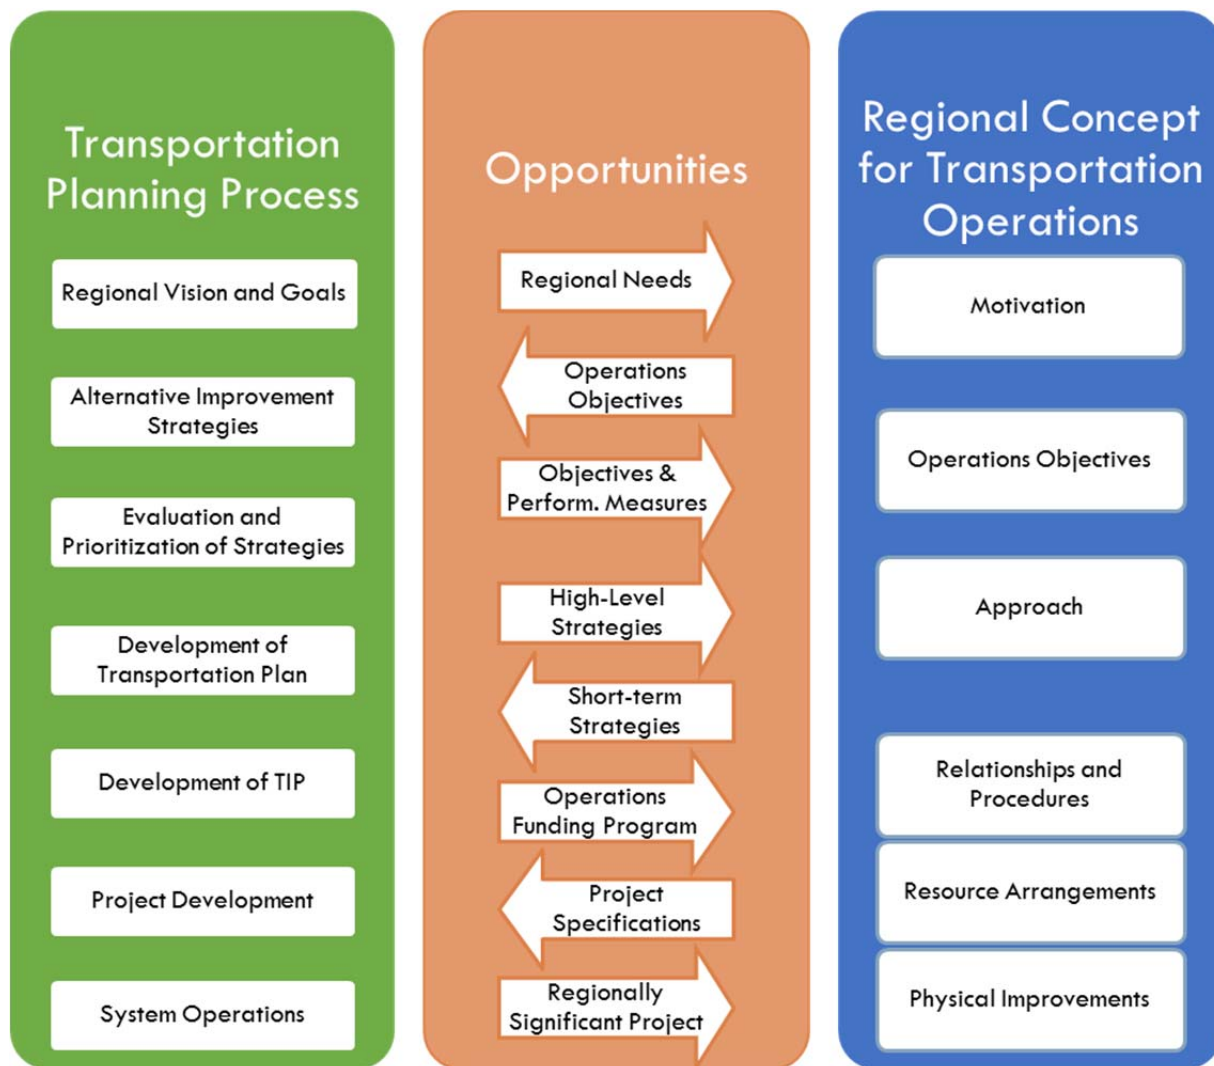 Transportation
Planning Process
Regional Vision and Goals
Alternative Improvement
Strategies
Evaluation and
Prioritization of Strategies
Development of
Transportation Plan
Development of TIP
Project Development
System Operations
Opportunities
Regional Needs
Operations
Objectives
Objectives &
Perform. Measures
High-Level
Strategies
Short-term
Strategies
Operations
Funding Program
Project
Specifications
Regionally
Significant Project
Regional Concept
for Transportation
Operations
Motivation
Operations Objectives
Approach
Relationships and
Procedures
Resource Arrangements
Physical Improvements